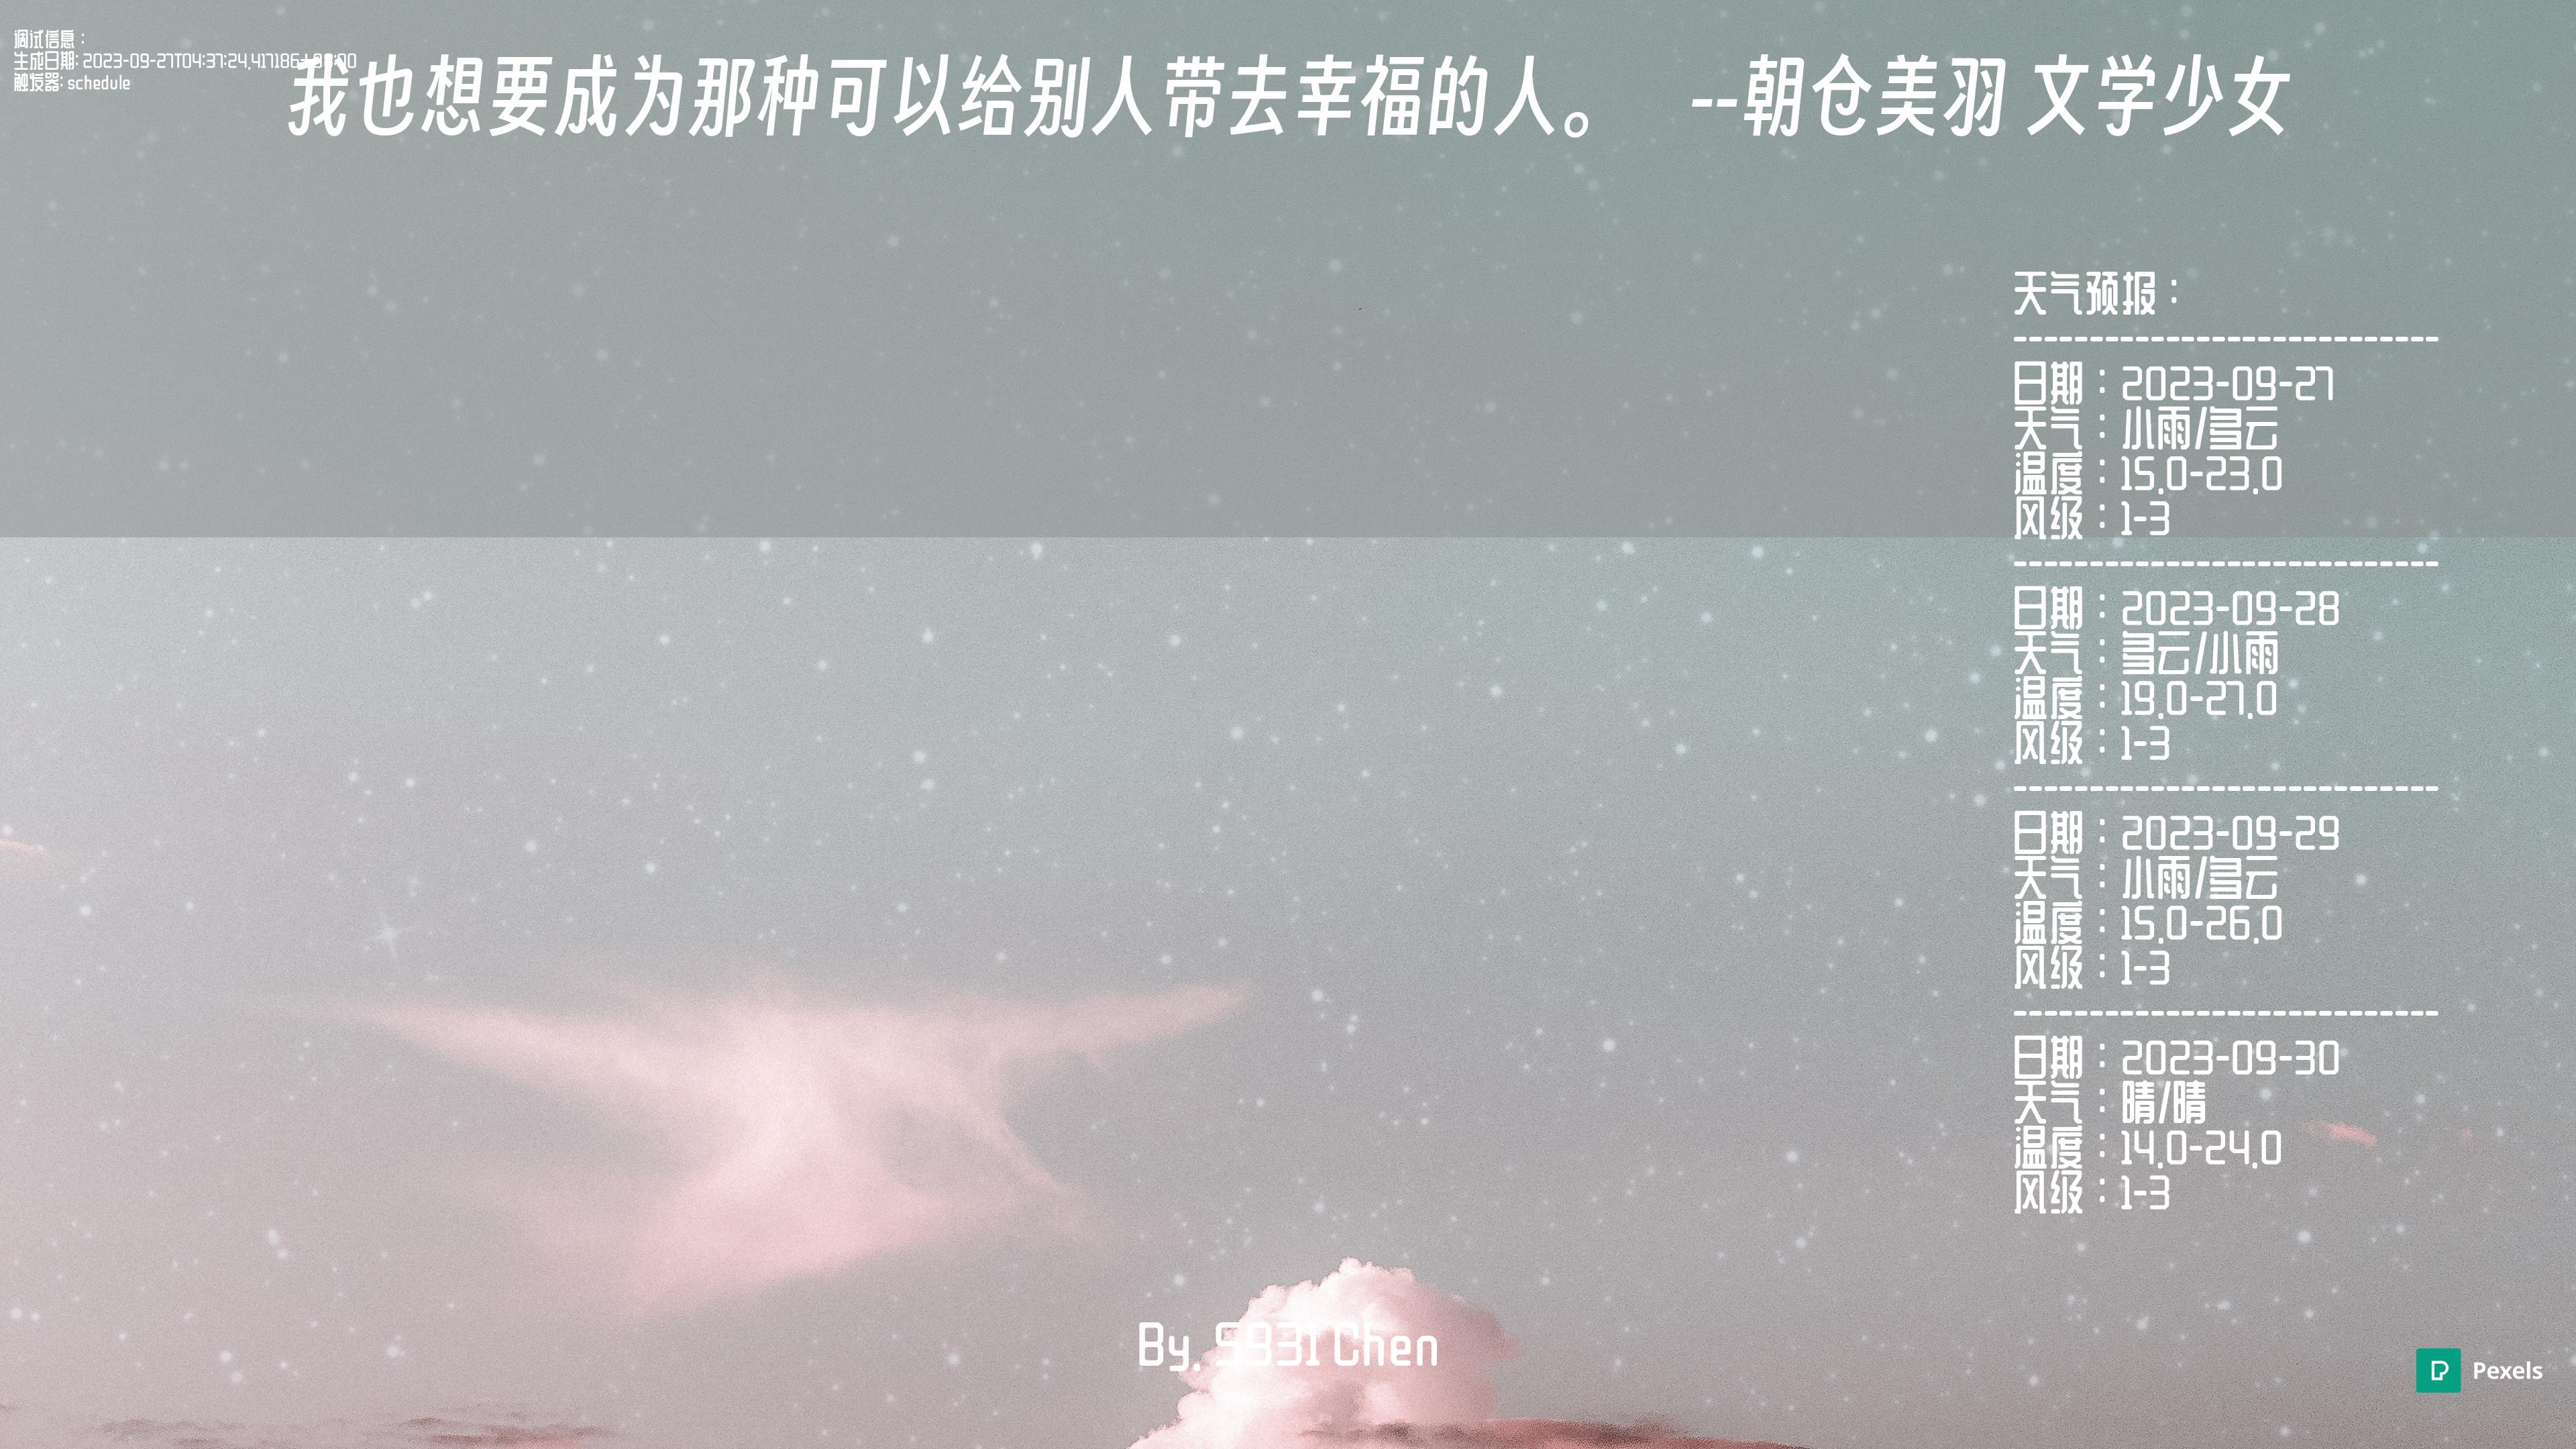 调试信息：
生成日期: 2023-09-27T04:37:24.417186+08:00
触发器: schedule
我也想要成为那种可以给别人带去幸福的人。 --朝仓美羽 文学少女
天气预报：
----------------------------
日期：2023-09-27
天气：小雨/多云
温度：15.0-23.0
风级：1-3
----------------------------
日期：2023-09-28
天气：多云/小雨
温度：19.0-27.0
风级：1-3
----------------------------
日期：2023-09-29
天气：小雨/多云
温度：15.0-26.0
风级：1-3
----------------------------
日期：2023-09-30
天气：晴/晴
温度：14.0-24.0
风级：1-3
By. S931 Chen
Pexels